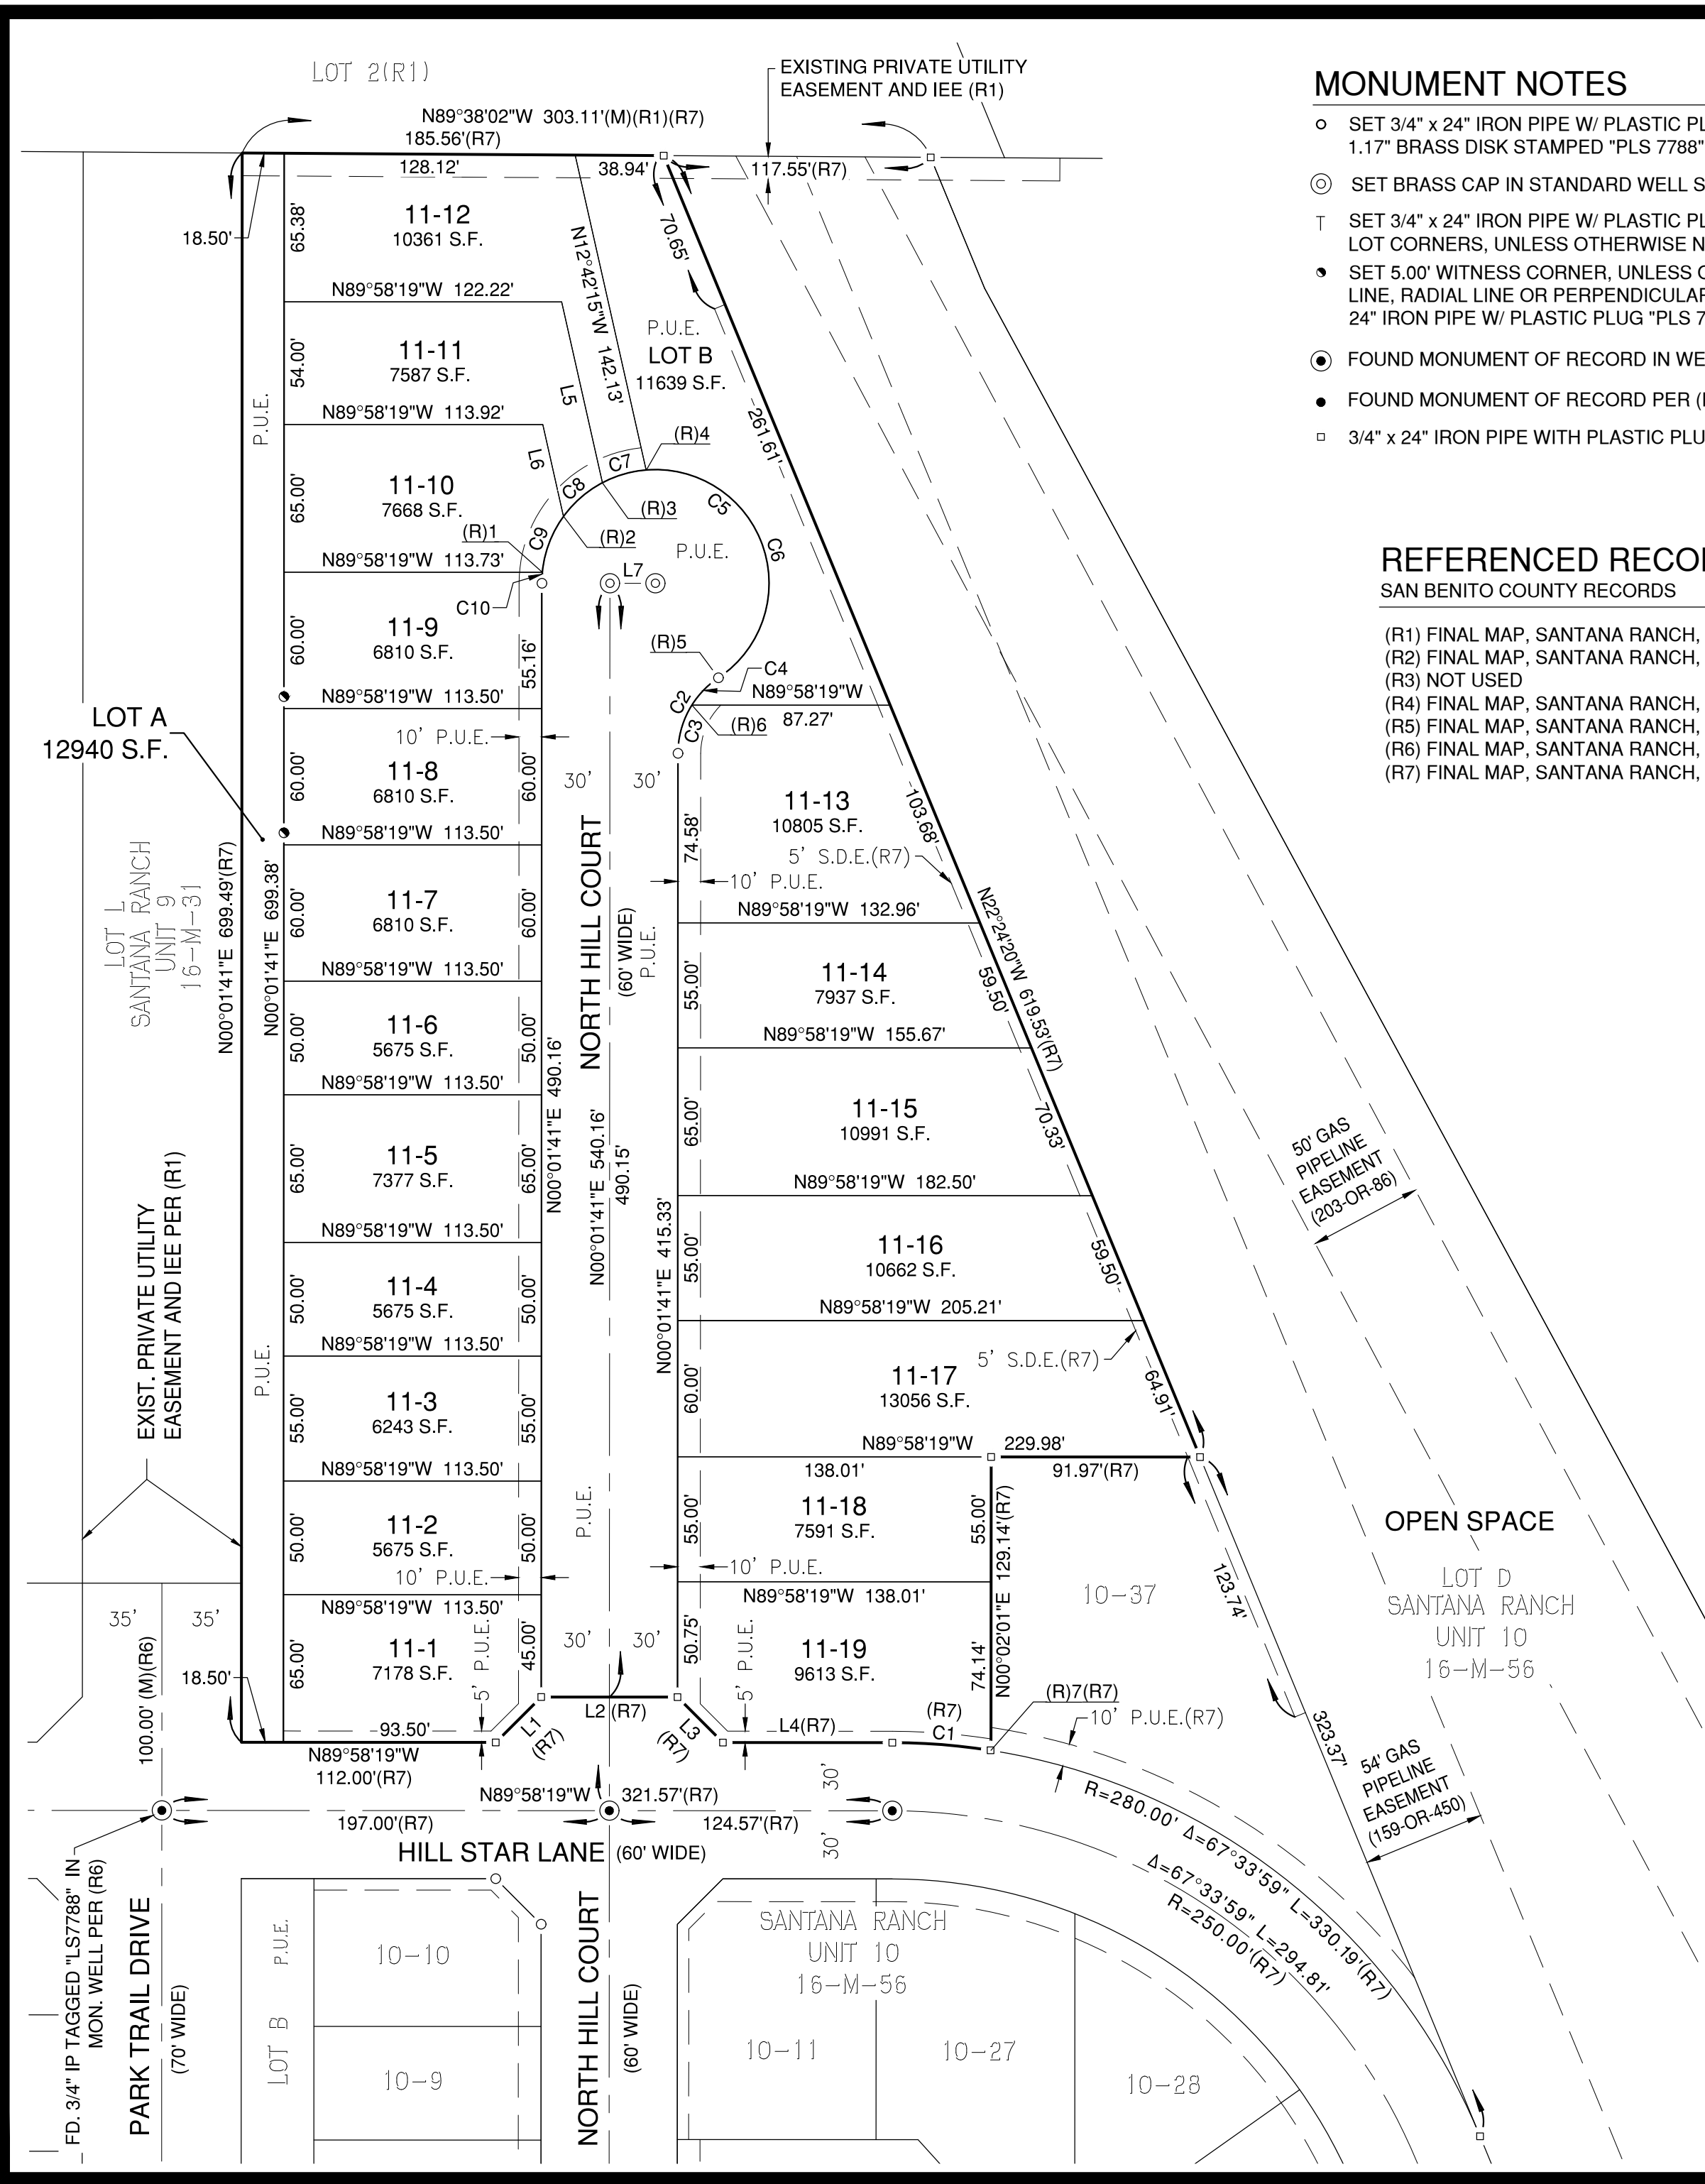 LOT 2(R1)
EXISTING PRIVATE UTILITY
EASEMENT AND IEE (R1)
N89°38'02"W 303.11'(M)(R1)(R7)
185.56'(R7)
128.12'
38.94'
117.55'(R7)
18.50'
65.38'
11-12
10361 S.F.
N12°42'15"W 142.13'
70.65'
N89°58'19"W 122.22'
P.U.E.
LOT B
11639 S.F.
54.00'
11-11
7587 S.F.
L5
P.U.E.
N89°58'19"W 113.92'
261.61'
(R)4
L6
C7
C8
C5
65.00'
11-10
7668 S.F.
(R)1
C9
(R)3
(R)2
P.U.E.
C6
N89°58'19"W 113.73'
L7
C10
60.00'
11-9
6810 S.F.
55.16'
(R)5
C4
N89°58'19"W 113.50'
C2
N89°58'19"W
87.27'
C3
(R)6
LOT A
12940 S.F.
10' P.U.E.
60.00'
11-8
6810 S.F.
60.00'
30'
30'
11-13
10805 S.F.
103.68'
N89°58'19"W 113.50'
74.58'
5' S.D.E.(R7)
10' P.U.E.
LOT L
SANTANA RANCH
UNIT 9
16-M-31
N00°01'41"E 699.49'(R7)
N00°01'41"E 699.38'
60.00'
11-7
6810 S.F.
60.00'
NORTH HILL COURT
(60' WIDE)
P.U.E.
N89°58'19"W 132.96'
N22°24'20"W 619.53'(R7)
N89°58'19"W 113.50'
55.00'
11-14
7937 S.F.
59.50'
50.00'
11-6
5675 S.F.
50.00'
N89°58'19"W 155.67'
N89°58'19"W 113.50'
N00°01'41"E 490.16'
N00°01'41"E 540.16'
490.15'
65.00'
11-15
10991 S.F.
70.33'
65.00'
11-5
7377 S.F.
65.00'
N89°58'19"W 182.50'
N89°58'19"W 113.50'
N00°01'41"E 415.33'
55.00'
11-16
10662 S.F.
59.50'
50.00'
11-4
5675 S.F.
50.00'
N89°58'19"W 205.21'
N89°58'19"W 113.50'
EXIST. PRIVATE UTILITY
EASEMENT AND IEE PER (R1)
P.U.E.
5' S.D.E.(R7)
60.00'
11-17
13056 S.F.
64.91'
55.00'
11-3
6243 S.F.
55.00'
N89°58'19"W 229.98'
N89°58'19"W 113.50'
138.01'
91.97'(R7)
50.00'
11-2
5675 S.F.
50.00'
P.U.E.
55.00'
11-18
7591 S.F.
55.00'
N00°02'01"E 129.14'(R7)
10' P.U.E.
10' P.U.E.
N89°58'19"W 138.01'
10-37
123.74'
N89°58'19"W 113.50'
35'
35'
100.00' (M)(R6)
65.00'
11-1
7178 S.F.
5' P.U.E.
45.00'
30'
30'
50.75'
5' P.U.E.
11-19
9613 S.F.
74.14'
18.50'
(R)7(R7)
10' P.U.E.(R7)
93.50'
L1
(R7)
L2 (R7)
L3
(R7)
L4(R7)
(R7)
C1
323.37'
N89°58'19"W
112.00'(R7)
N89°58'19"W 321.57'(R7)
30'
30'
197.00'(R7)
124.57'(R7)
HILL STAR LANE (60' WIDE)
R=280.00' Δ=67°33'59" L=330.19'(R7)
Δ=67°33'59" L=294.81'
R=250.00'(R7)
FD. 3/4" IP TAGGED "LS7788" IN
MON. WELL PER (R6)
PARK TRAIL DRIVE
(70' WIDE)
P.U.E.
LOT B
10-10
10-9
NORTH HILL COURT
(60' WIDE)
SANTANA RANCH
UNIT 10
16-M-56
10-11
10-27
10-28
50' GAS
PIPELINE
EASEMENT
(203-OR-86)
OPEN SPACE
LOT D
SANTANA RANCH
UNIT 10
16-M-56
54' GAS
PIPELINE
EASEMENT
(159-OR-450)
MONUMENT NOTES
SET 3/4" x 24" IRON PIPE W/ PLASTIC PL
1.17" BRASS DISK STAMPED "PLS 7788"
SET BRASS CAP IN STANDARD WELL S
SET 3/4" x 24" IRON PIPE W/ PLASTIC PL
LOT CORNERS, UNLESS OTHERWISE N
SET 5.00' WITNESS CORNER, UNLESS
LINE, RADIAL LINE OR PERPENDICULAR
24" IRON PIPE W/ PLASTIC PLUG "PLS 7
FOUND MONUMENT OF RECORD IN WE
FOUND MONUMENT OF RECORD PER (
3/4" x 24" IRON PIPE WITH PLASTIC PLU
REFERENCED RECO
SAN BENITO COUNTY RECORDS
(R1) FINAL MAP, SANTANA RANCH,
(R2) FINAL MAP, SANTANA RANCH,
(R3) NOT USED
(R4) FINAL MAP, SANTANA RANCH,
(R5) FINAL MAP, SANTANA RANCH,
(R6) FINAL MAP, SANTANA RANCH,
(R7) FINAL MAP, SANTANA RANCH,